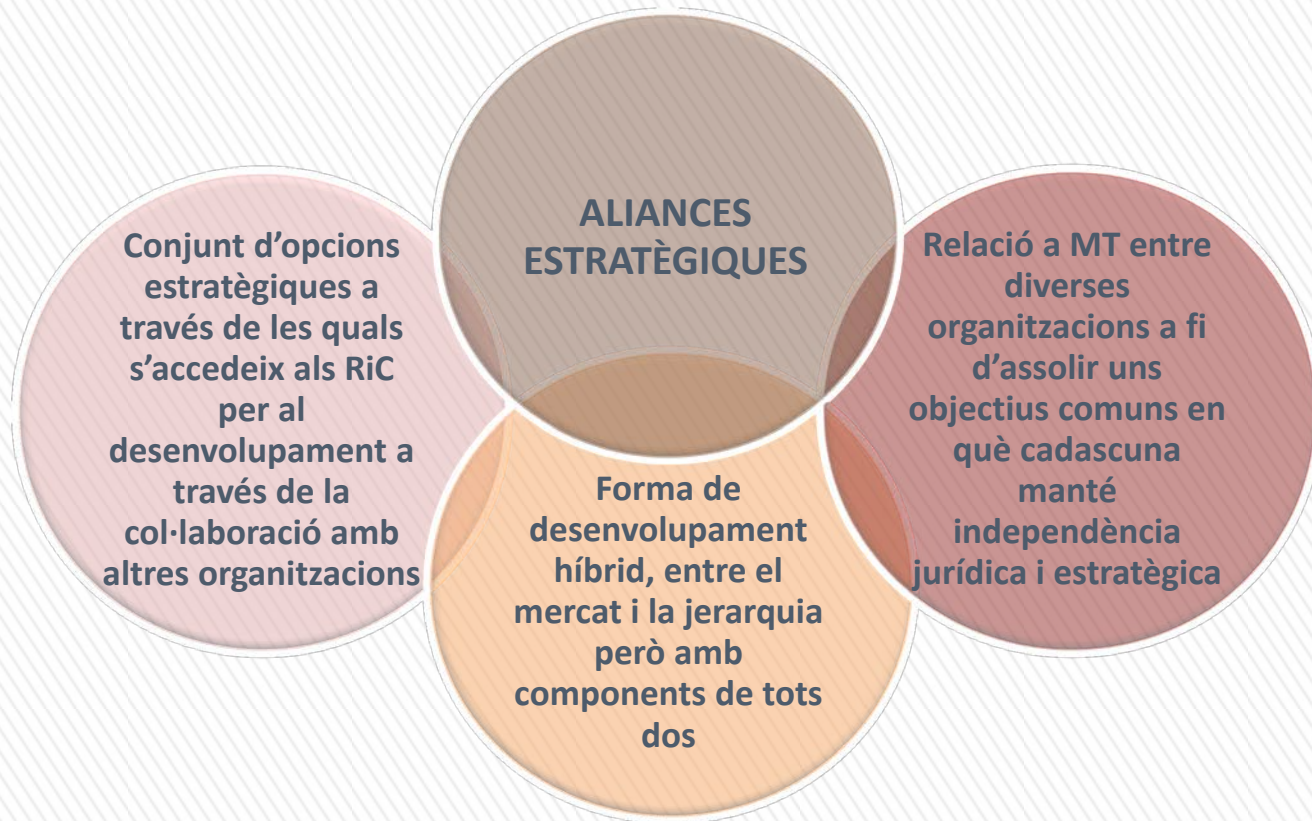 ALIANCES
ESTRATÈGIQUES
Conjunt d’opcions
estratègiques a
través de les quals
s’accedeix als RiC
per al
desenvolupament a
través de la
col·laboració amb
altres organitzacions
Forma de
desenvolupament
híbrid, entre el
mercat i la jerarquia
però amb
components de tots
dos
Relació a MT entre
diverses
organitzacions a fi
d’assolir uns
objectius comuns en
què cadascuna
manté
independència
jurídica i estratègica